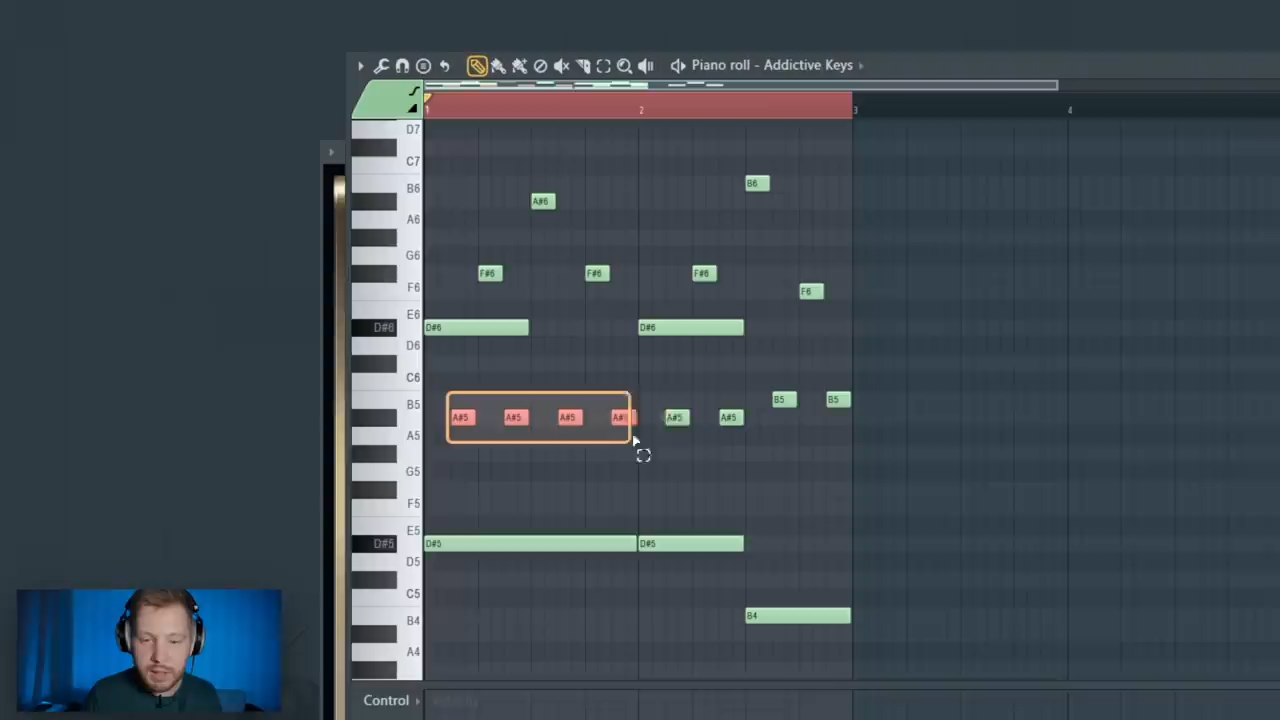 Piano roll - Addictive Keys
1 2 3 4
D7
C7
B6 B6
A#6
A6
G6
F#6 F#6 F#6
F6 F6
E6
D#6 D#6 D#6
D6
C6
B5 B5 B5
A#5 A#5 A#5 A#5 A#5
A5
G5
F5
E5
D#5 D#5 D#5
D5
C5
B4 B4
A4
Control